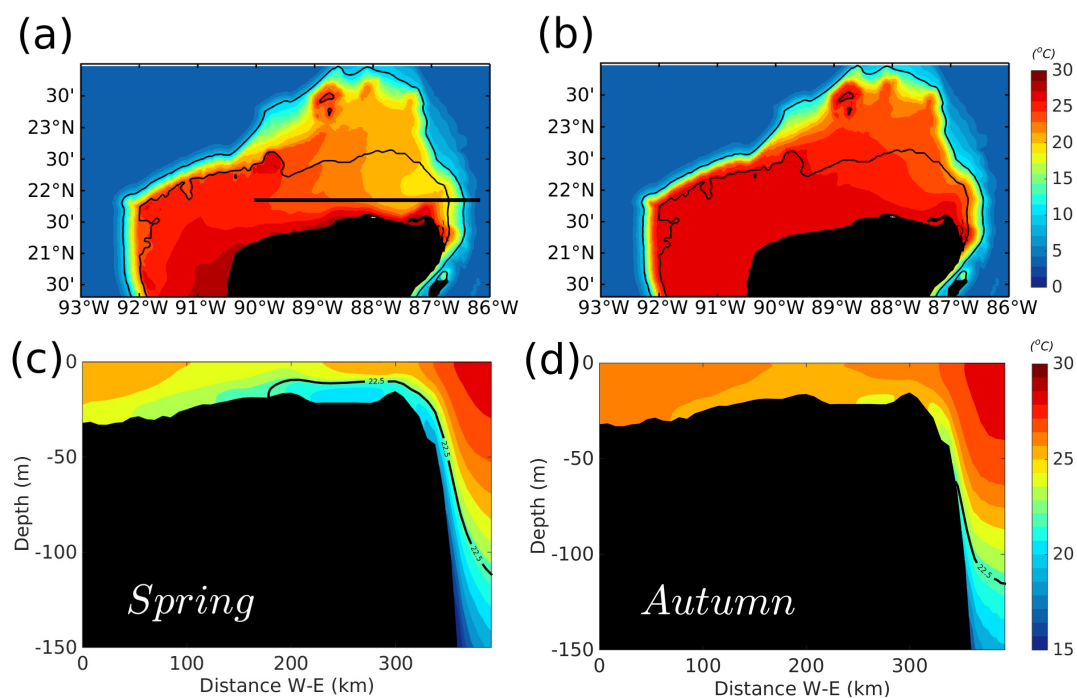 (a)
(b)
(°C)
30'
23°N
30'
22°N
30'
21°N
30'
93°W 92°W 91°W 90°W 89°W 88°W 87°W 86°W
30'
23°N
30'
22°N
30'
21°N
30'
93°W 92°W 91°W 90°W 89°W 88°W 87°W 86°W
30
25
20
15
10
5
0
(c)
(d)
(°C)
0
-50
-100
-150
Depth (m)
22.5
22.5
22.5
Spring
0 100 200 300
Distance W-E (km)
0
-50
-100
-150
Depth (m)
22.5
Autumn
0 100 200 300
Distance W-E (km)
30
25
20
15